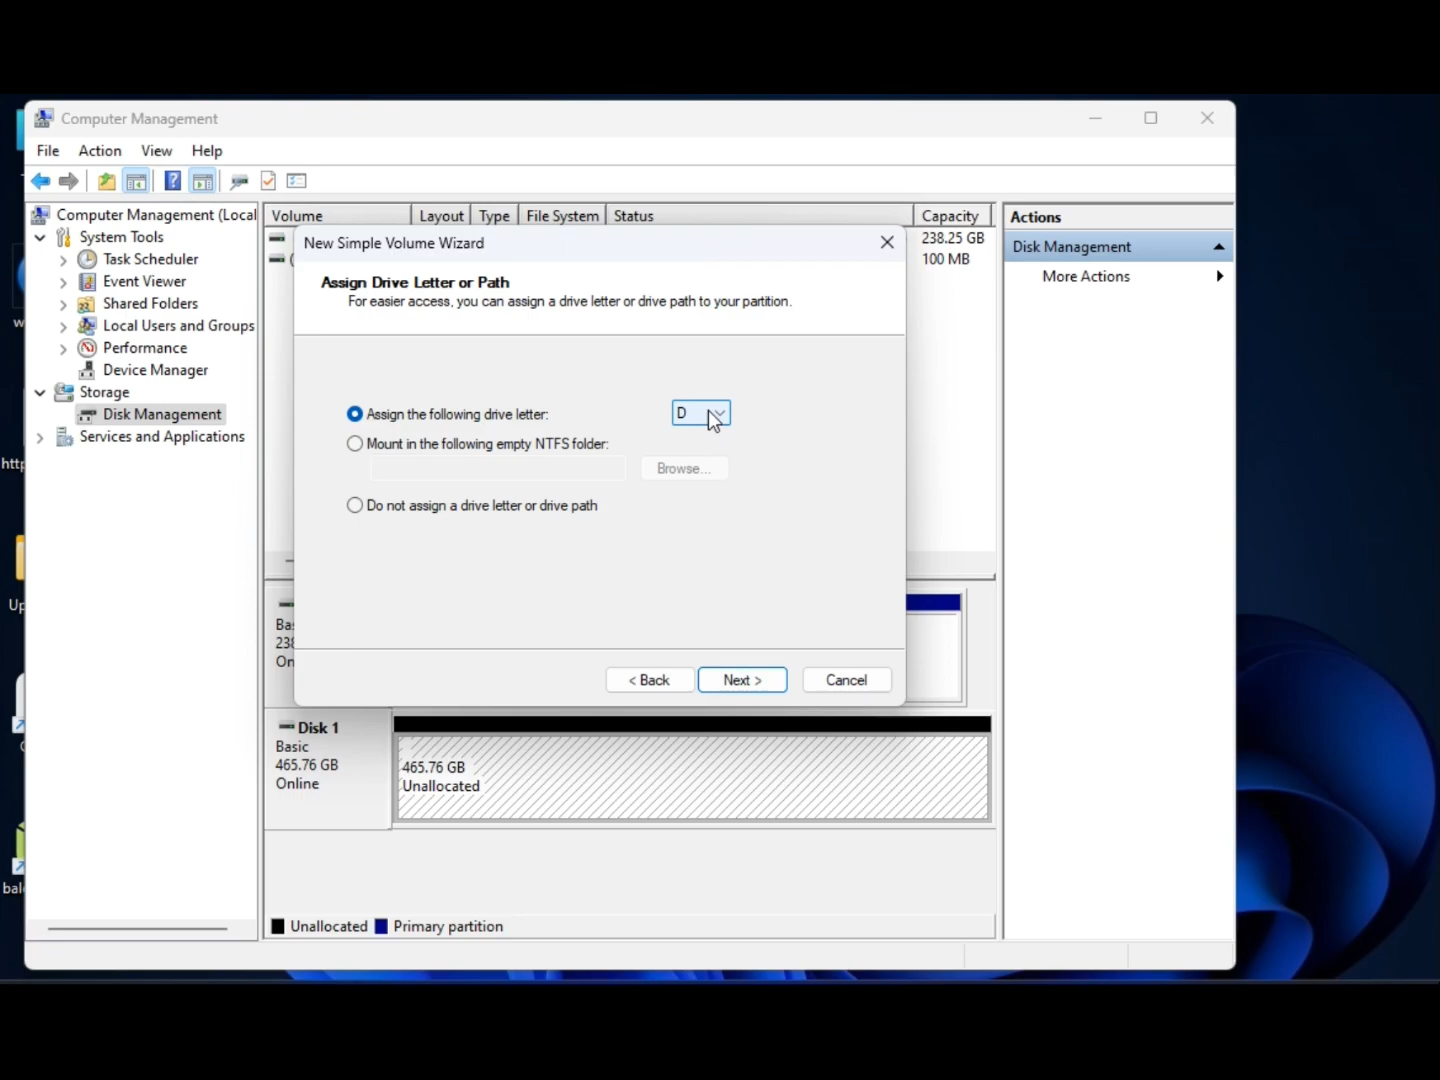 Computer Management
File Action View Help
Computer Management (Local
System Tools
Task Scheduler
Event Viewer
Shared Folders
Local Users and Groups
Performance
Device Manager
Storage
Disk Management
Services and Applications
Volume Layout Type File System Status Capacity
238.25 GB
100 MB
New Simple Volume Wizard
Assign Drive Letter or Path
For easier access, you can assign a drive letter or drive path to your partition.
Assign the following drive letter: D
Mount in the following empty NTFS folder:
Browse...
Do not assign a drive letter or drive path
< Back Next > Cancel
Disk 1
Basic
465.76 GB
Online
465.76 GB
Unallocated
Unallocated Primary partition
Actions
Disk Management
More Actions